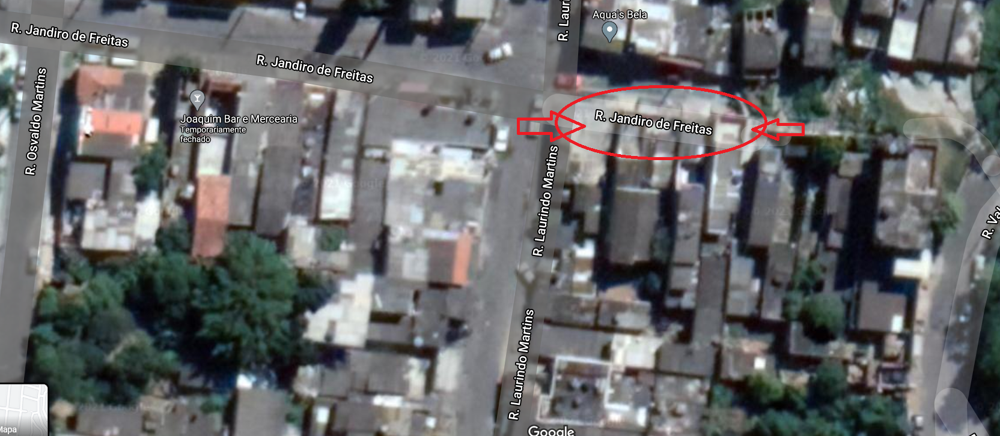 R. Jandiro de Freitas
R. Jandiro de Freitas
R. Osvaldo Martins
Joaquim Bar e Mercearia
Temporariamente
fechado
R. Laur
Aqua's Bela
R. Jandiro de Freitas
R. Laurindo Martins
R. Laurindo Martins
R. Va
Mapa
Google